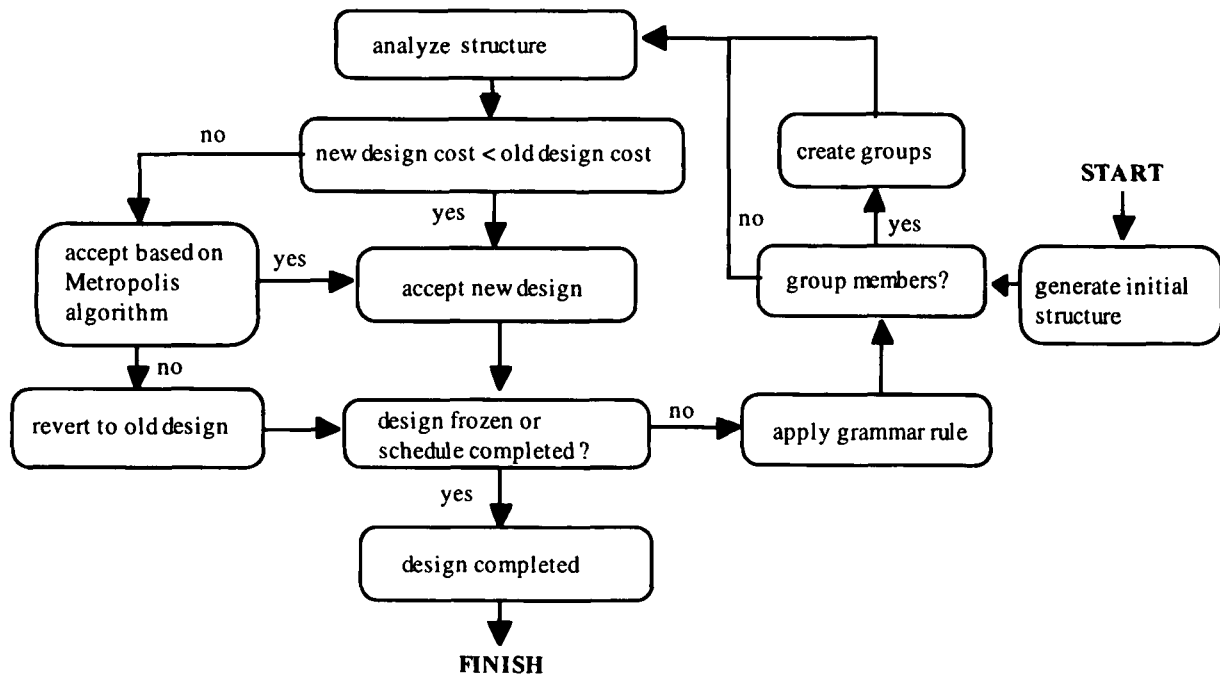 analyze structure
no
new design cost < old design cost
create groups
START
yes
no
yes
accept based on
Metropolis
algorithm
yes
accept new design
group members?
generate initial
structure
no
revert to old design
design frozen or
schedule completed ?
no
apply grammar rule
yes
design completed
FINISH